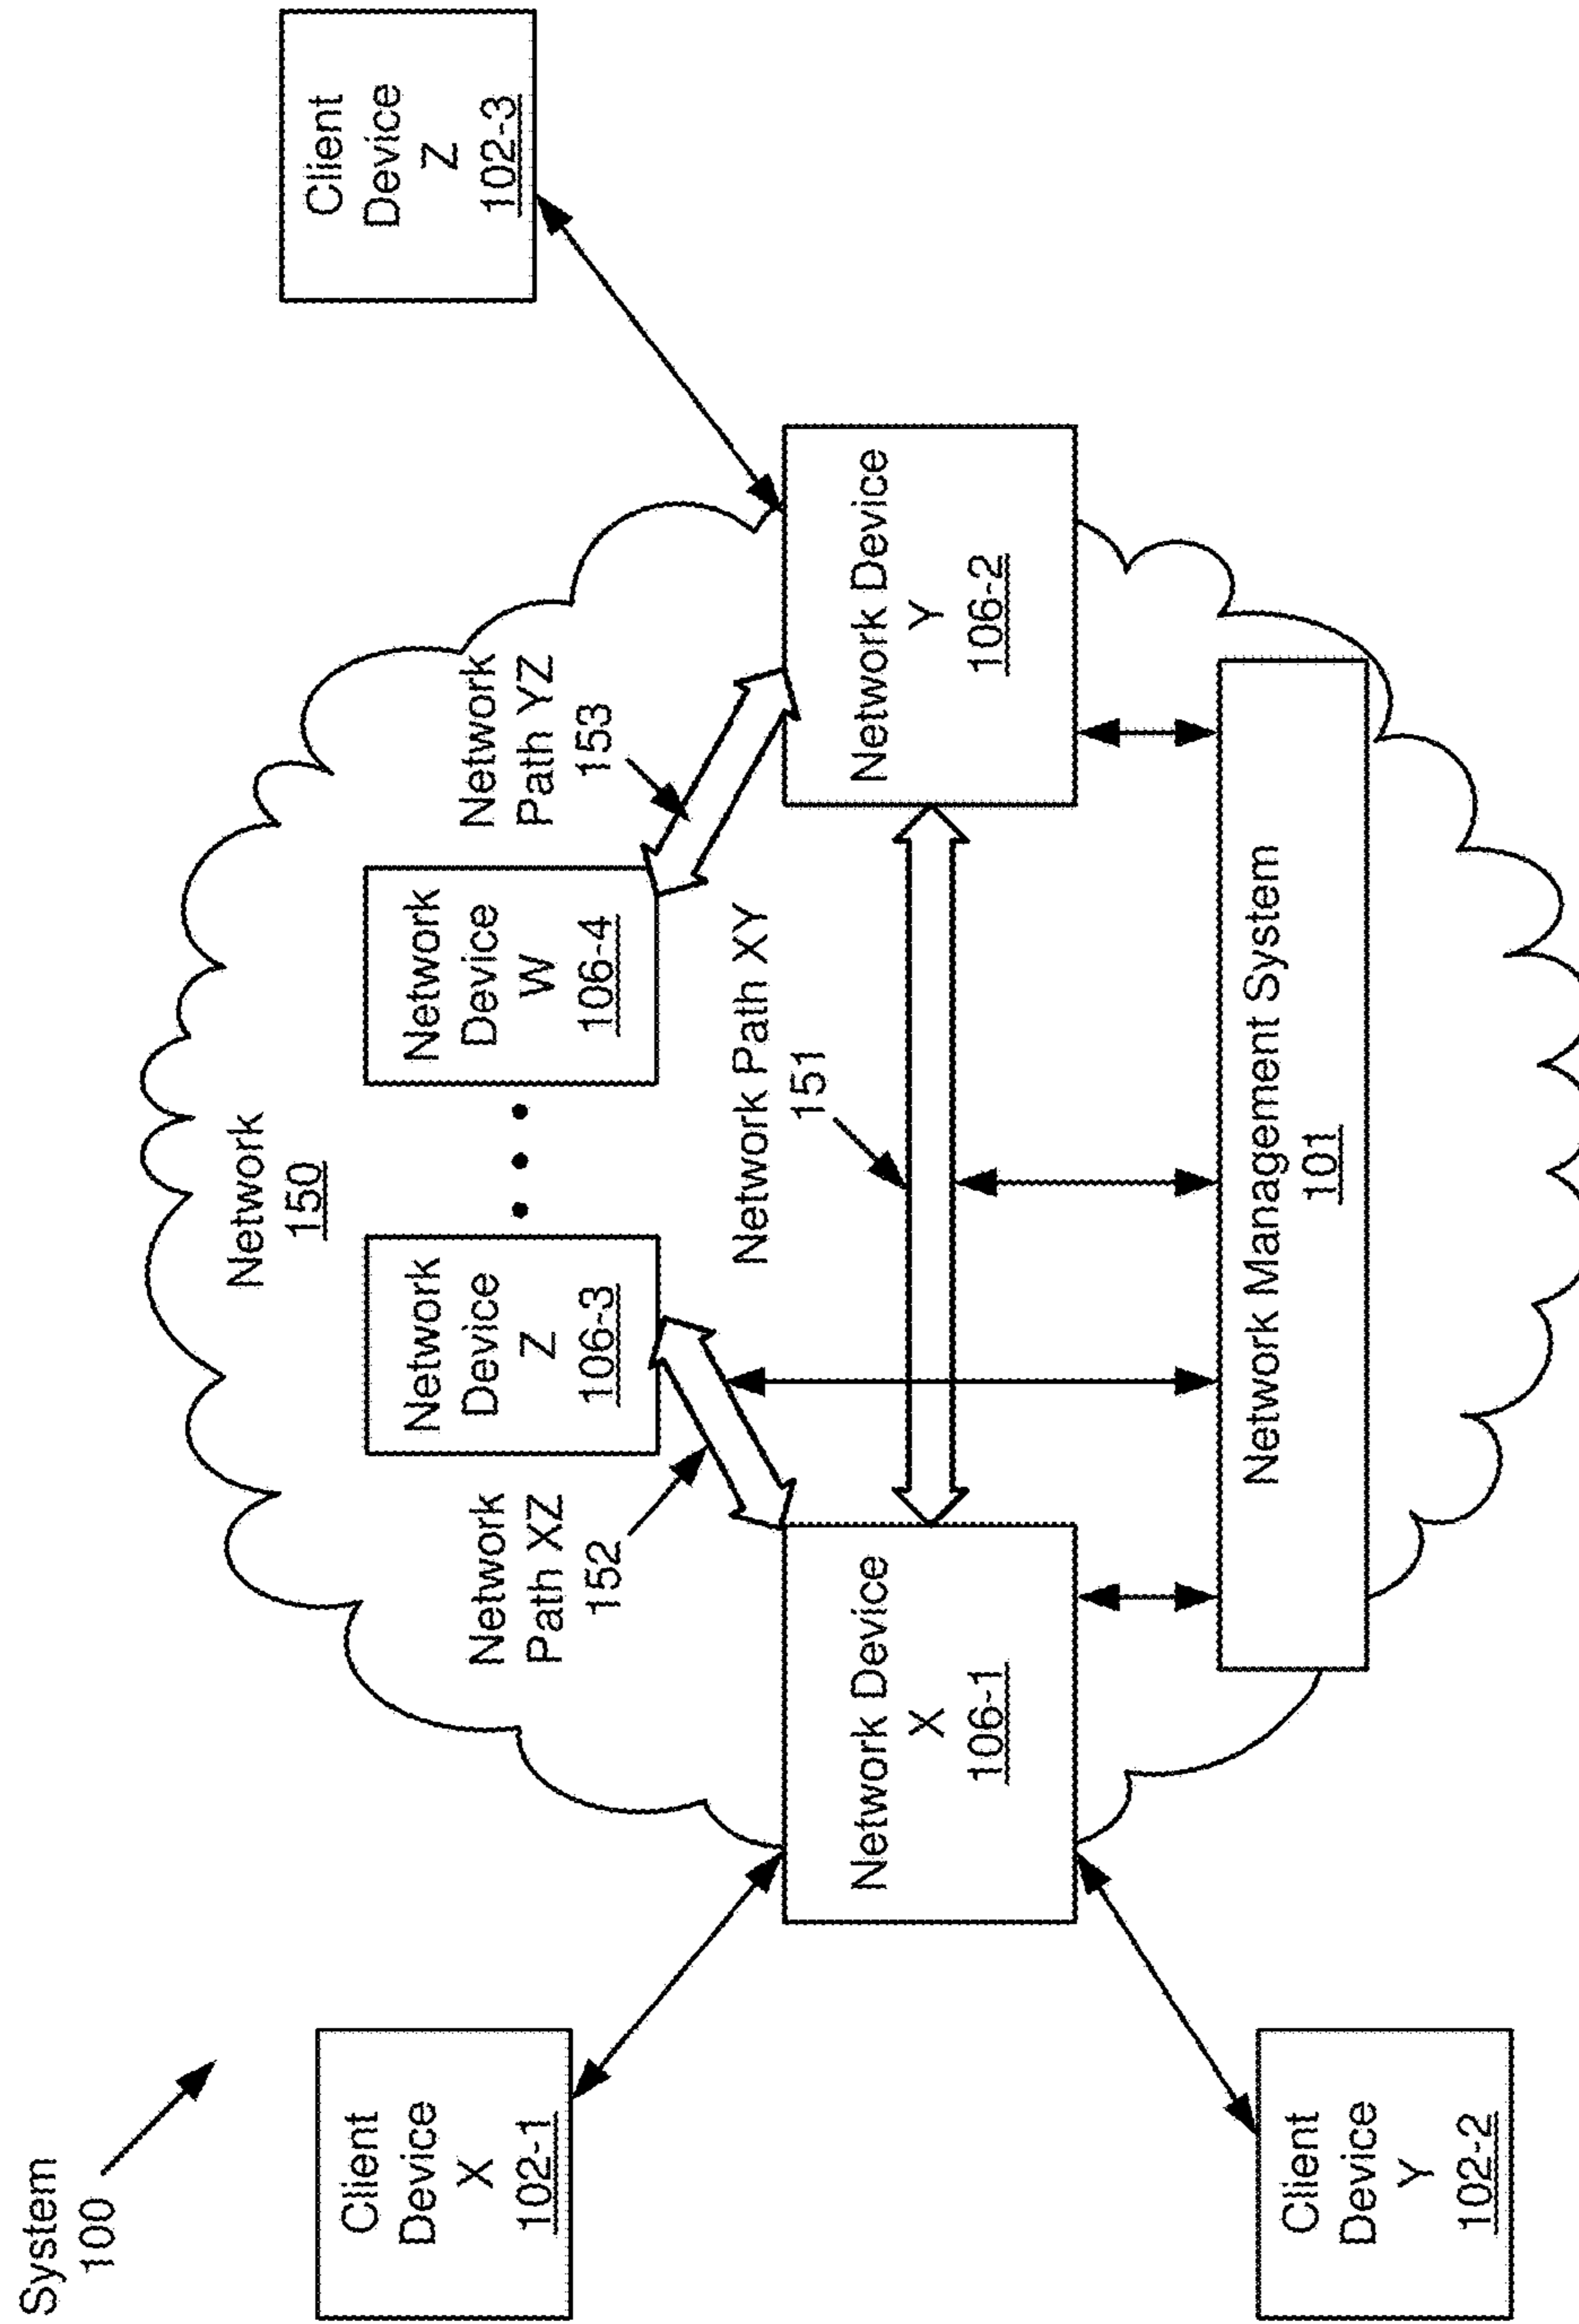 System
100
Client
Device
X
102-1
Client
Device
Y
102-2
Network
150
Network
Path XZ
152
Network
Device
Z
106-3
Network
Device
W
106-4
Network
Path YZ
153
Network Path XY
151
Network Device
X
106-1
Network Device
Y
106-2
Network Management System
101
Client
Device
Z
102-3